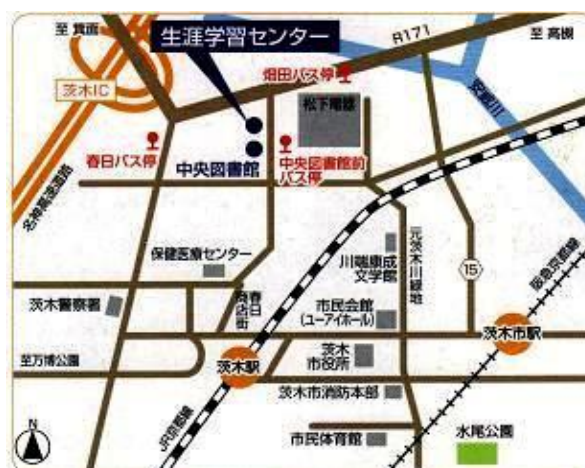 至 箕面
生涯学習センター
R171
至 高槻
畑田バス停
茨木IC
松下電器
安威川
春日バス停
中央図書館
中央図書館前
バス停
名神高速道路
保健医療センター
川端康成
文学館
元茨木川緑地
15
阪急京都線
茨木警察署
春日
商店街
市民会館
(ユーアイホール)
茨木市駅
至万博公園
茨木駅
茨木
市役所
茨木市消防本部
JR京都線
市民体育館
水尾公園
N